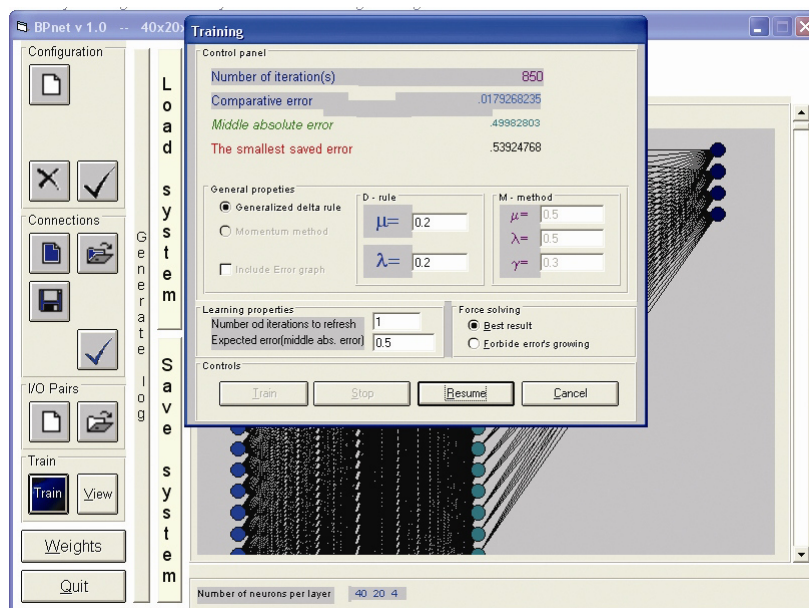 BPnet v 1.0 -- 40x20x
Training
Configuration
Connections
I/O Pairs
Train
Train
View
Weights
Quit
Generate log
Load system
Save system
Control panel
Number of iteration(s) 850
Comparative error .0179268235
Middle absolute error .49982803
The smallest saved error .53924768
General propeties
Generalized delta rule
Momentum method
Include Error graph
D - rule
μ= 0.2
λ= 0.2
M - method
μ= 0.5
λ= 0.5
γ= 0.3
Learning properties
Number od iterations to refresh 1
Expected error(middle abs. error) 0.5
Force solving
Best result
Forbide error's growing
Controls
Train Stop Resume Cancel
Number of neurons per layer 40 20 4